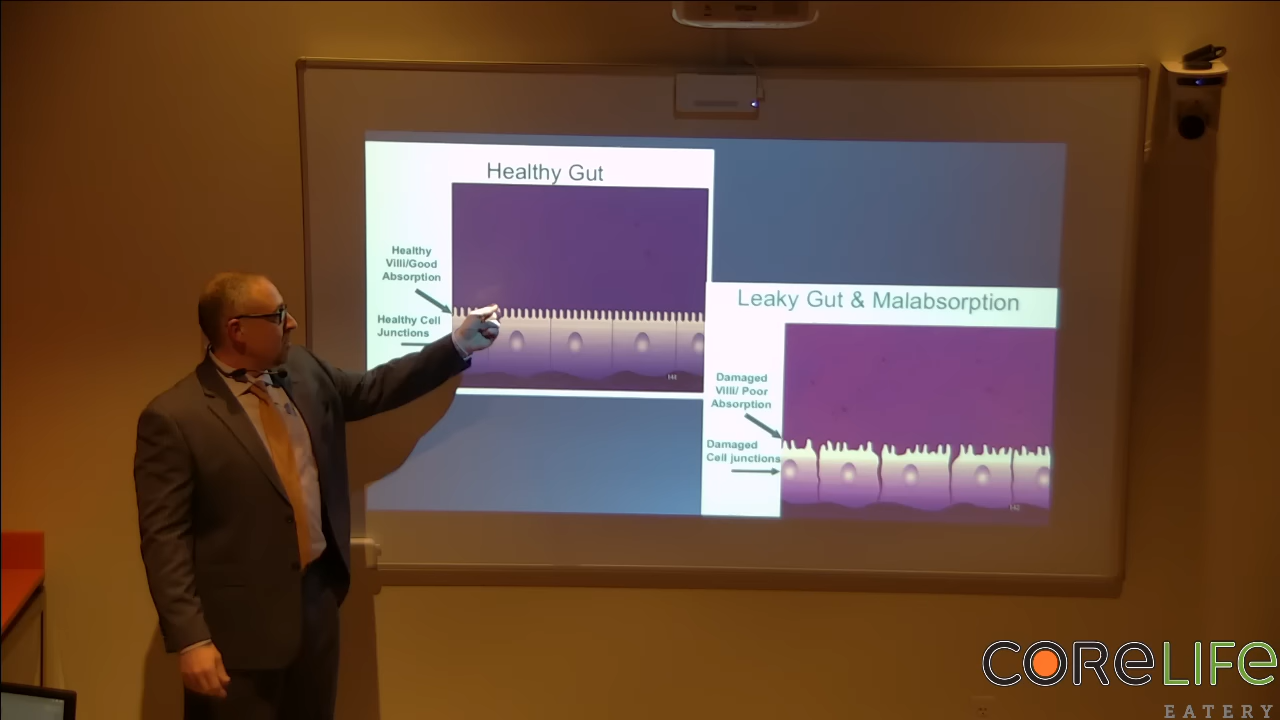 Healthy Gut
Healthy
Villi/Good
Absorption
Healthy Cell
Junctions
Leaky Gut & Malabsorption
Damaged
Villi/ Poor
Absorption
Damaged
Cell junctions
CORELIFE
EATERY